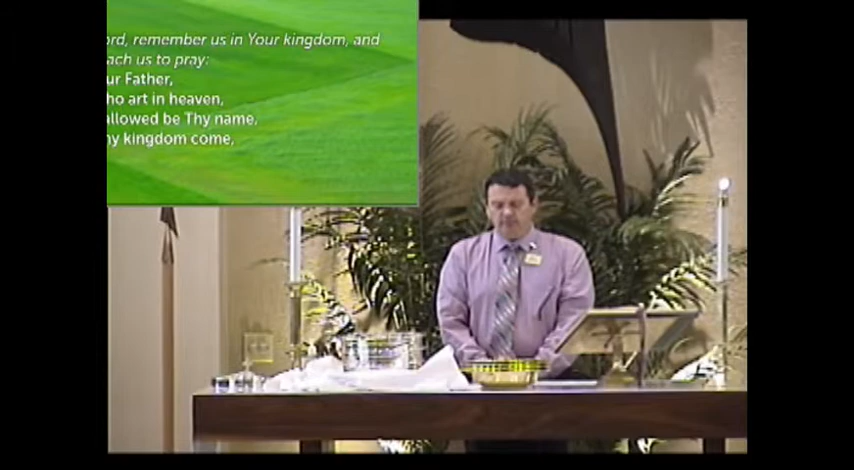 ord, remember us in Your kingdom, and
ach us to pray:
ur Father,
ho art in heaven,
allowed be Thy name,
hy kingdom come,